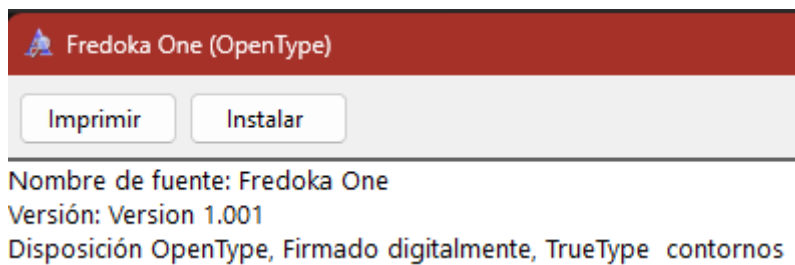 Fredoka One (OpenType)
Imprimir Instalar
Nombre de fuente: Fredoka One
Versión: Version 1.001
Disposición OpenType, Firmado digitalmente, TrueType contornos